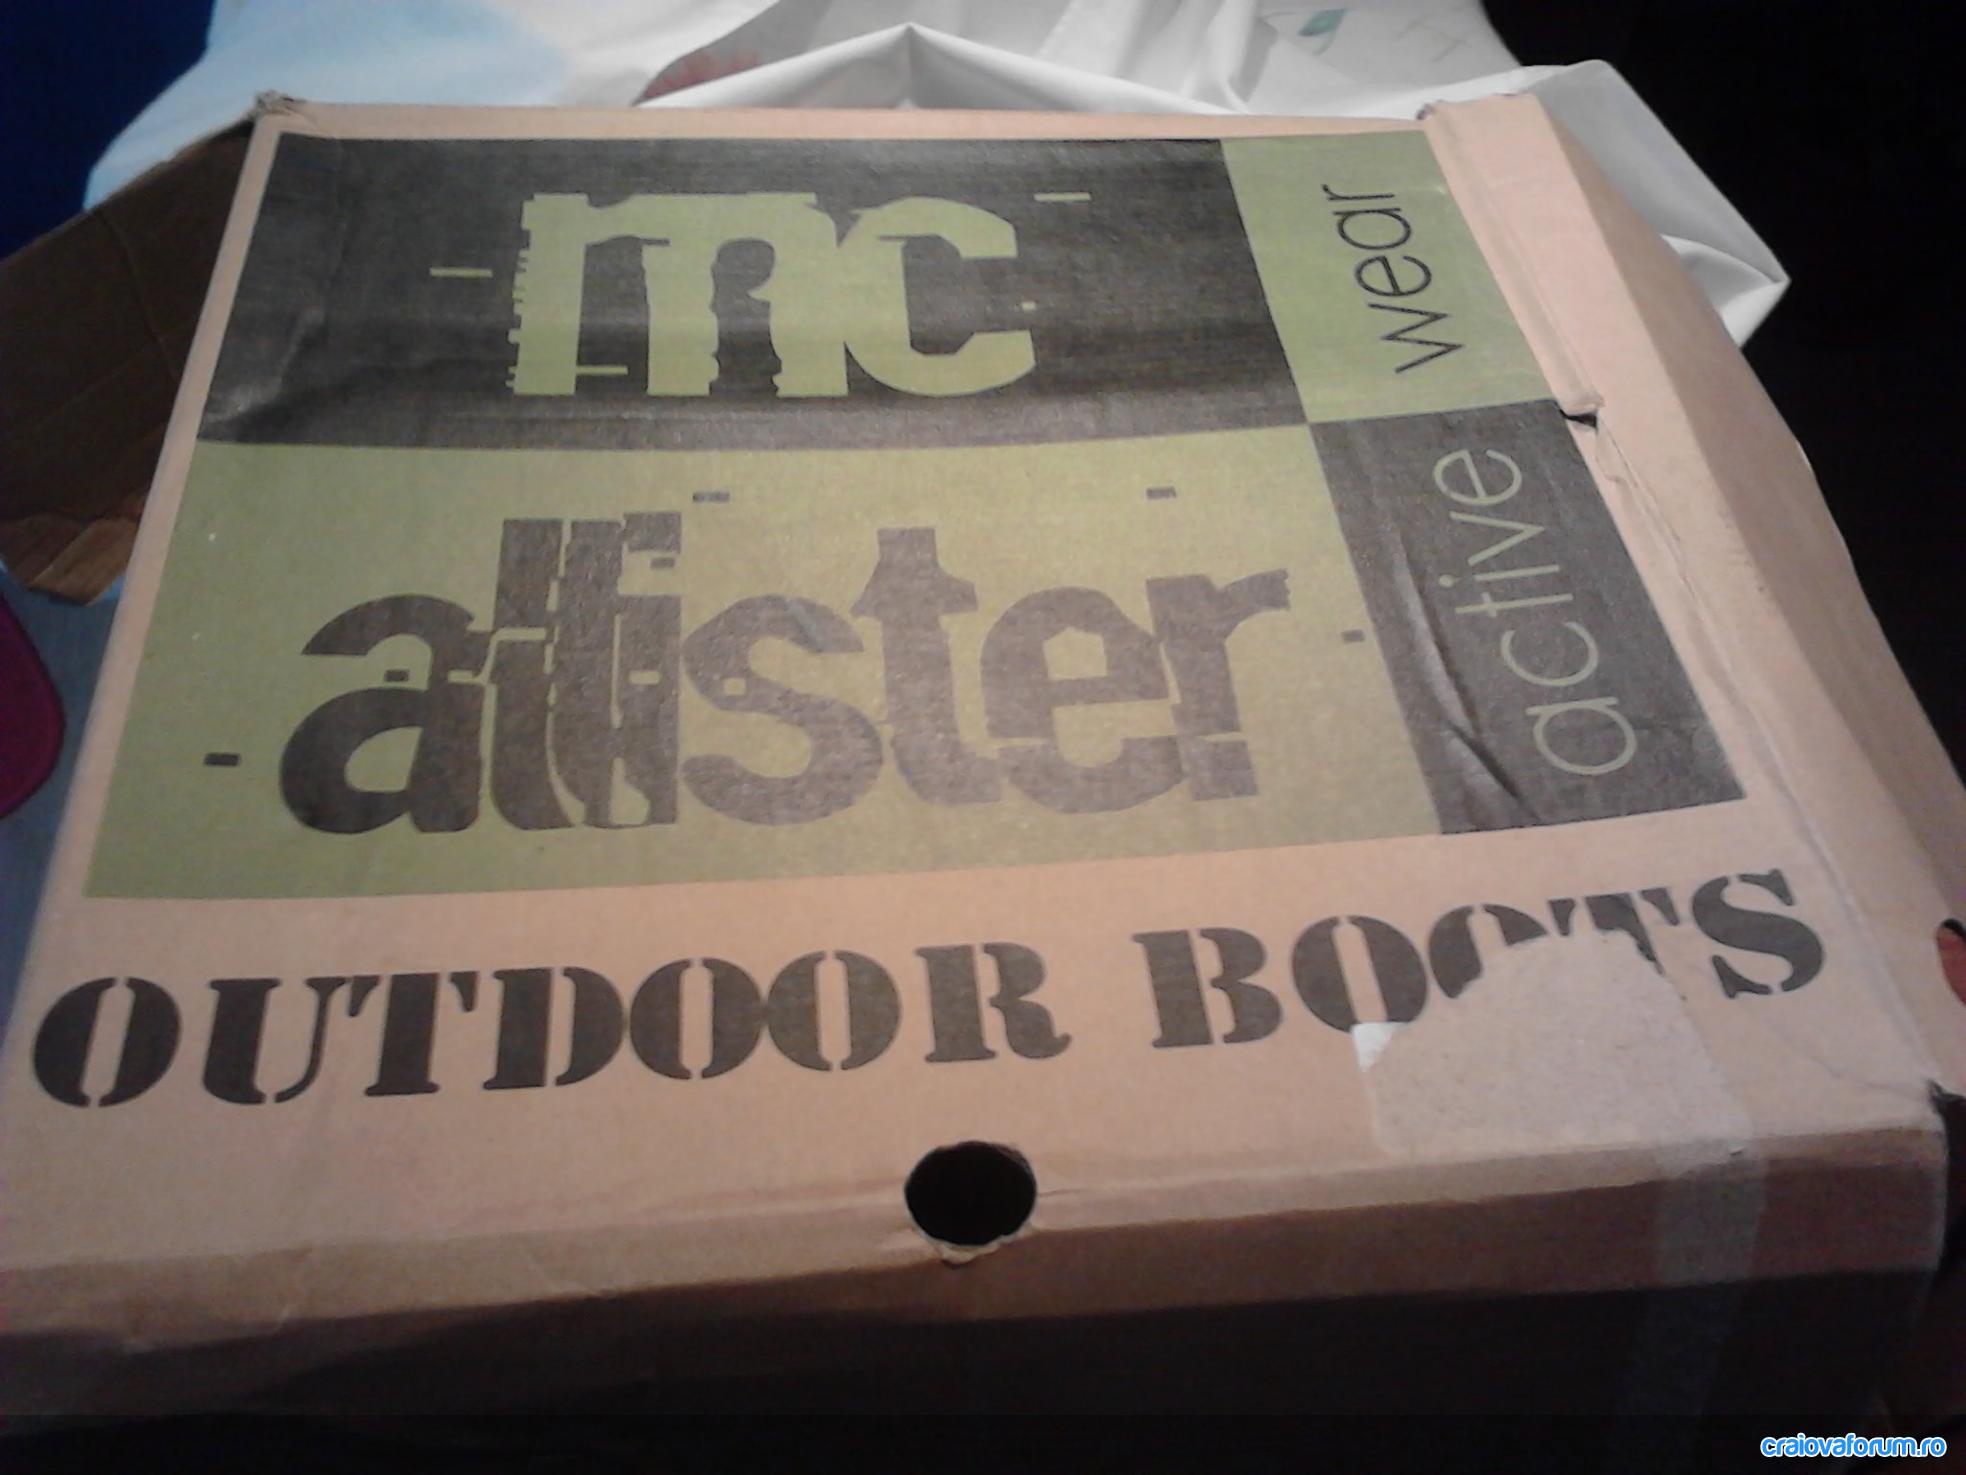 mc
allister
active wear
OUTDOOR BOOTS
craiovaforum.ro